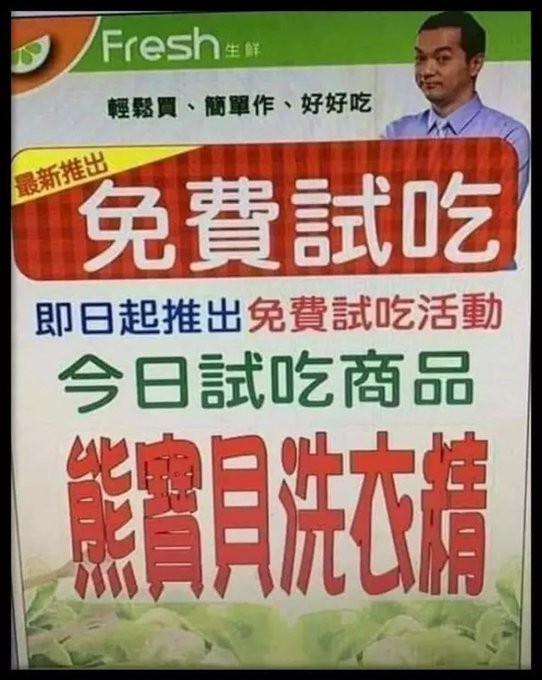 Fresh 生鮮
輕鬆買、簡單作、好好吃
最新推出
免費試吃
即日起推出免費試吃活動
今日試吃商品
熊寶貝洗衣精